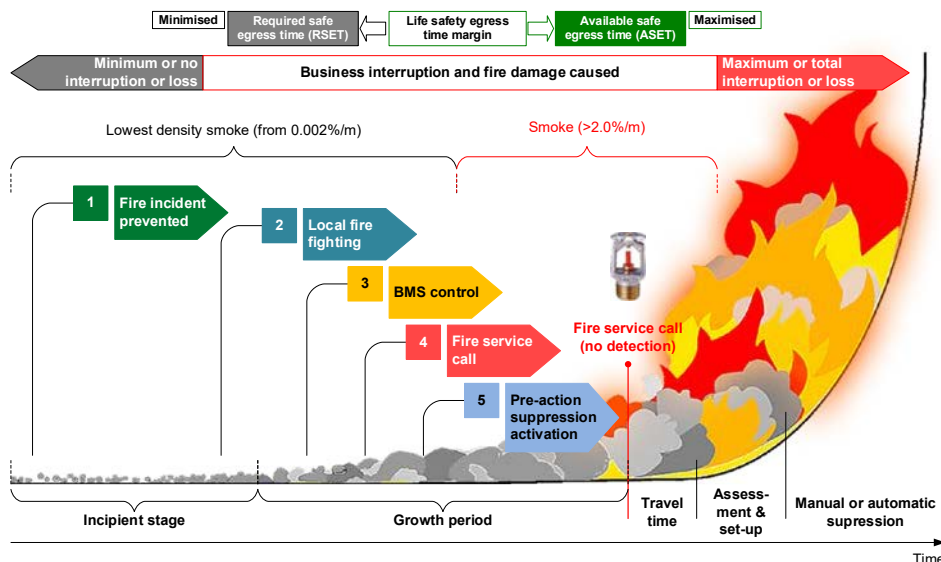 Minimised
Required safe
egress time (RSET)
Life safety egress
time margin
Available safe
egress time (ASET)
Maximised
Minimum or no
interruption or loss
Business interruption and fire damage caused
Maximum or total
interruption or loss
Lowest density smoke (from 0.002%/m)
Smoke (>2.0%/m)
1
Fire incident
prevented
2
Local fire
fighting
3
BMS control
4
Fire service
call
Fire service call
(no detection)
5
Pre-action
suppression
activation
Incipient stage
Growth period
Travel
time
Assess-
ment &
set-up
Manual or automatic
supression
Time